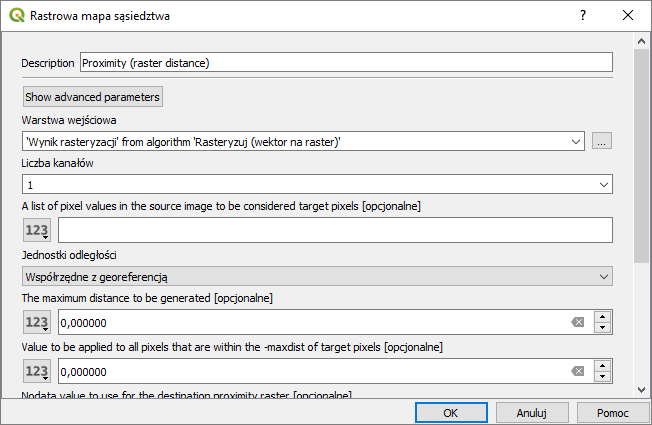 Rastrowa mapa sąsiedztwa
Description Proximity (raster distance)
Show advanced parameters
Warstwa wejściowa
'Wynik rasteryzacji' from algorithm 'Rasteryzuj (wektor na raster)'
...
Liczba kanałów
1
A list of pixel values in the source image to be considered target pixels [opcjonalne]
123
Jednostki odległości
Współrzędne z georeferencją
The maximum distance to be generated [opcjonalne]
123 0,000000
Value to be applied to all pixels that are within the -maxdist of target pixels [opcjonalne]
123 0,000000
Nodata value to use for the destination proximity raster [opcjonalne]
OK Anuluj Pomoc